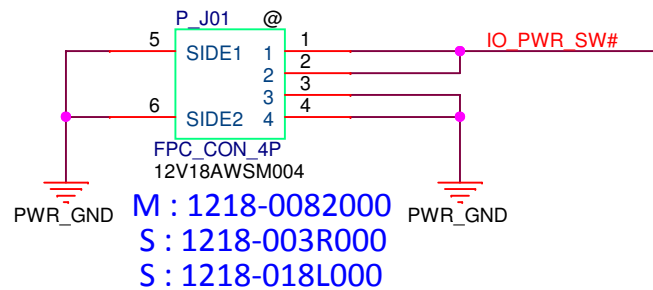 P_J01 @
5 SIDE1 1 1 IO_PWR_SW#
2 2
3 3
6 SIDE2 4 4
FPC_CON_4P
12V18AWSM004
PWR_GND M : 1218-0082000 PWR_GND
S : 1218-003R000
S : 1218-018L000